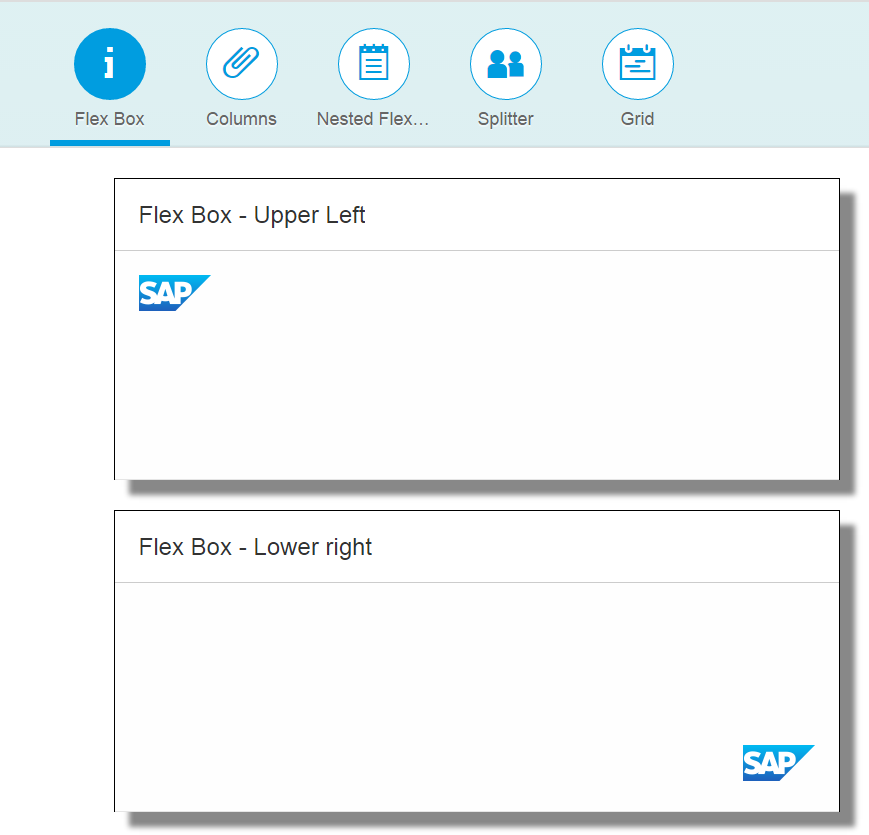 Flex Box
Columns
Nested Flex...
Splitter
Grid
Flex Box - Upper Left
SAP
Flex Box - Lower right
SAP